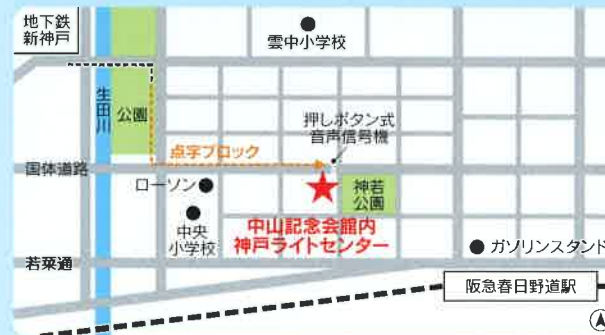 地下鉄
新神戸
雲中小学校
生田川
公園
押しボタン式
音声信号機
点字ブロック
国体道路
ローソン
神若
公園
中央
小学校
中山記念会館内
神戸ライトセンター
ガソリンスタンド
若菜通
阪急春日野道駅